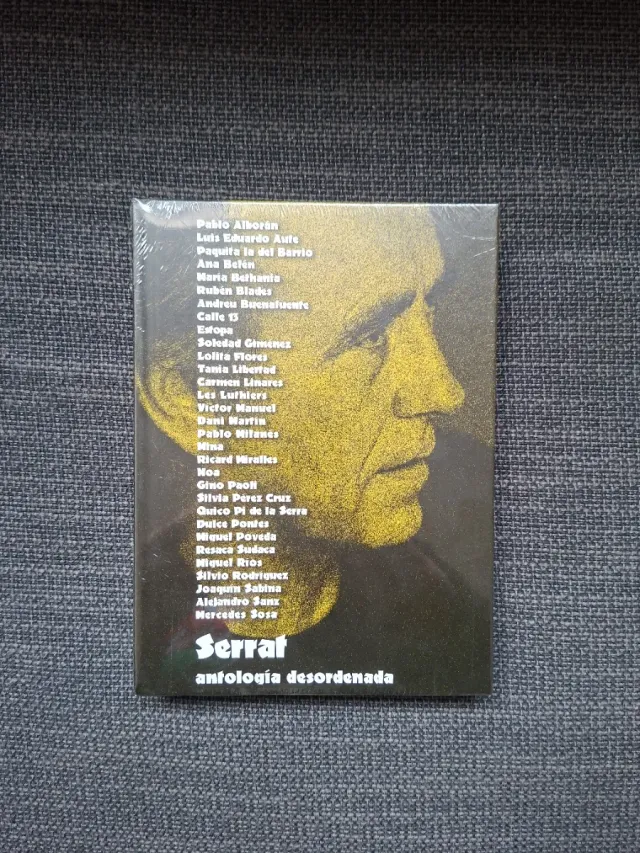 Pablo Alborán
Luis Eduardo Aute
Paquita la del Barrio
Ana Belén
María Bethania
Rubén Blades
Andreu Buenafuente
Calle 13
Estopa
Soledad Giménez
Lolita Flores
Tania Libertad
Carmen Linares
Les Luthiers
Víctor Manuel
Dani Martín
Pablo Milanés
Mina
Ricard Miralles
Noa
Gino Paoli
Silvia Pérez Cruz
Quico Pi de la Serra
Dulce Pontes
Miguel Poveda
Resaca Sudaca
Miguel Ríos
Silvio Rodríguez
Joaquín Sabina
Alejandro Sanz
Mercedes Sosa
Serrat
antología desordenada